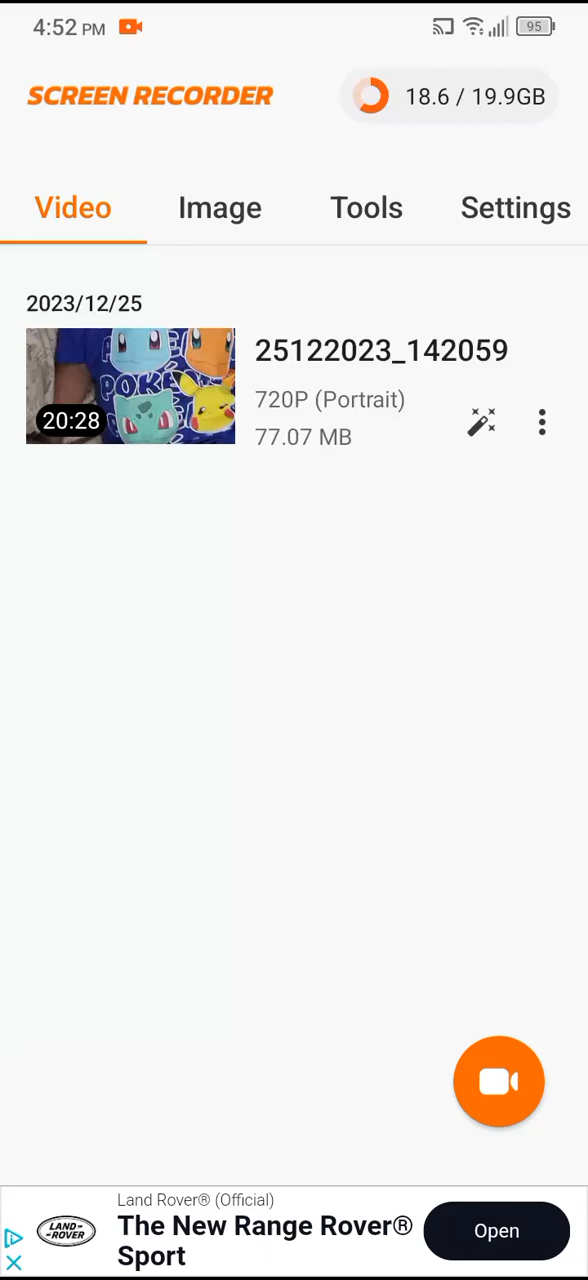 4:52 PM
95
SCREEN RECORDER
18.6 / 19.9GB
Video
Image
Tools
Settings
2023/12/25
POKÉ
20:28
25122023_142059
720P (Portrait)
77.07 MB
Land Rover® (Official)
LAND-
-ROVER
The New Range Rover®
Sport
Open